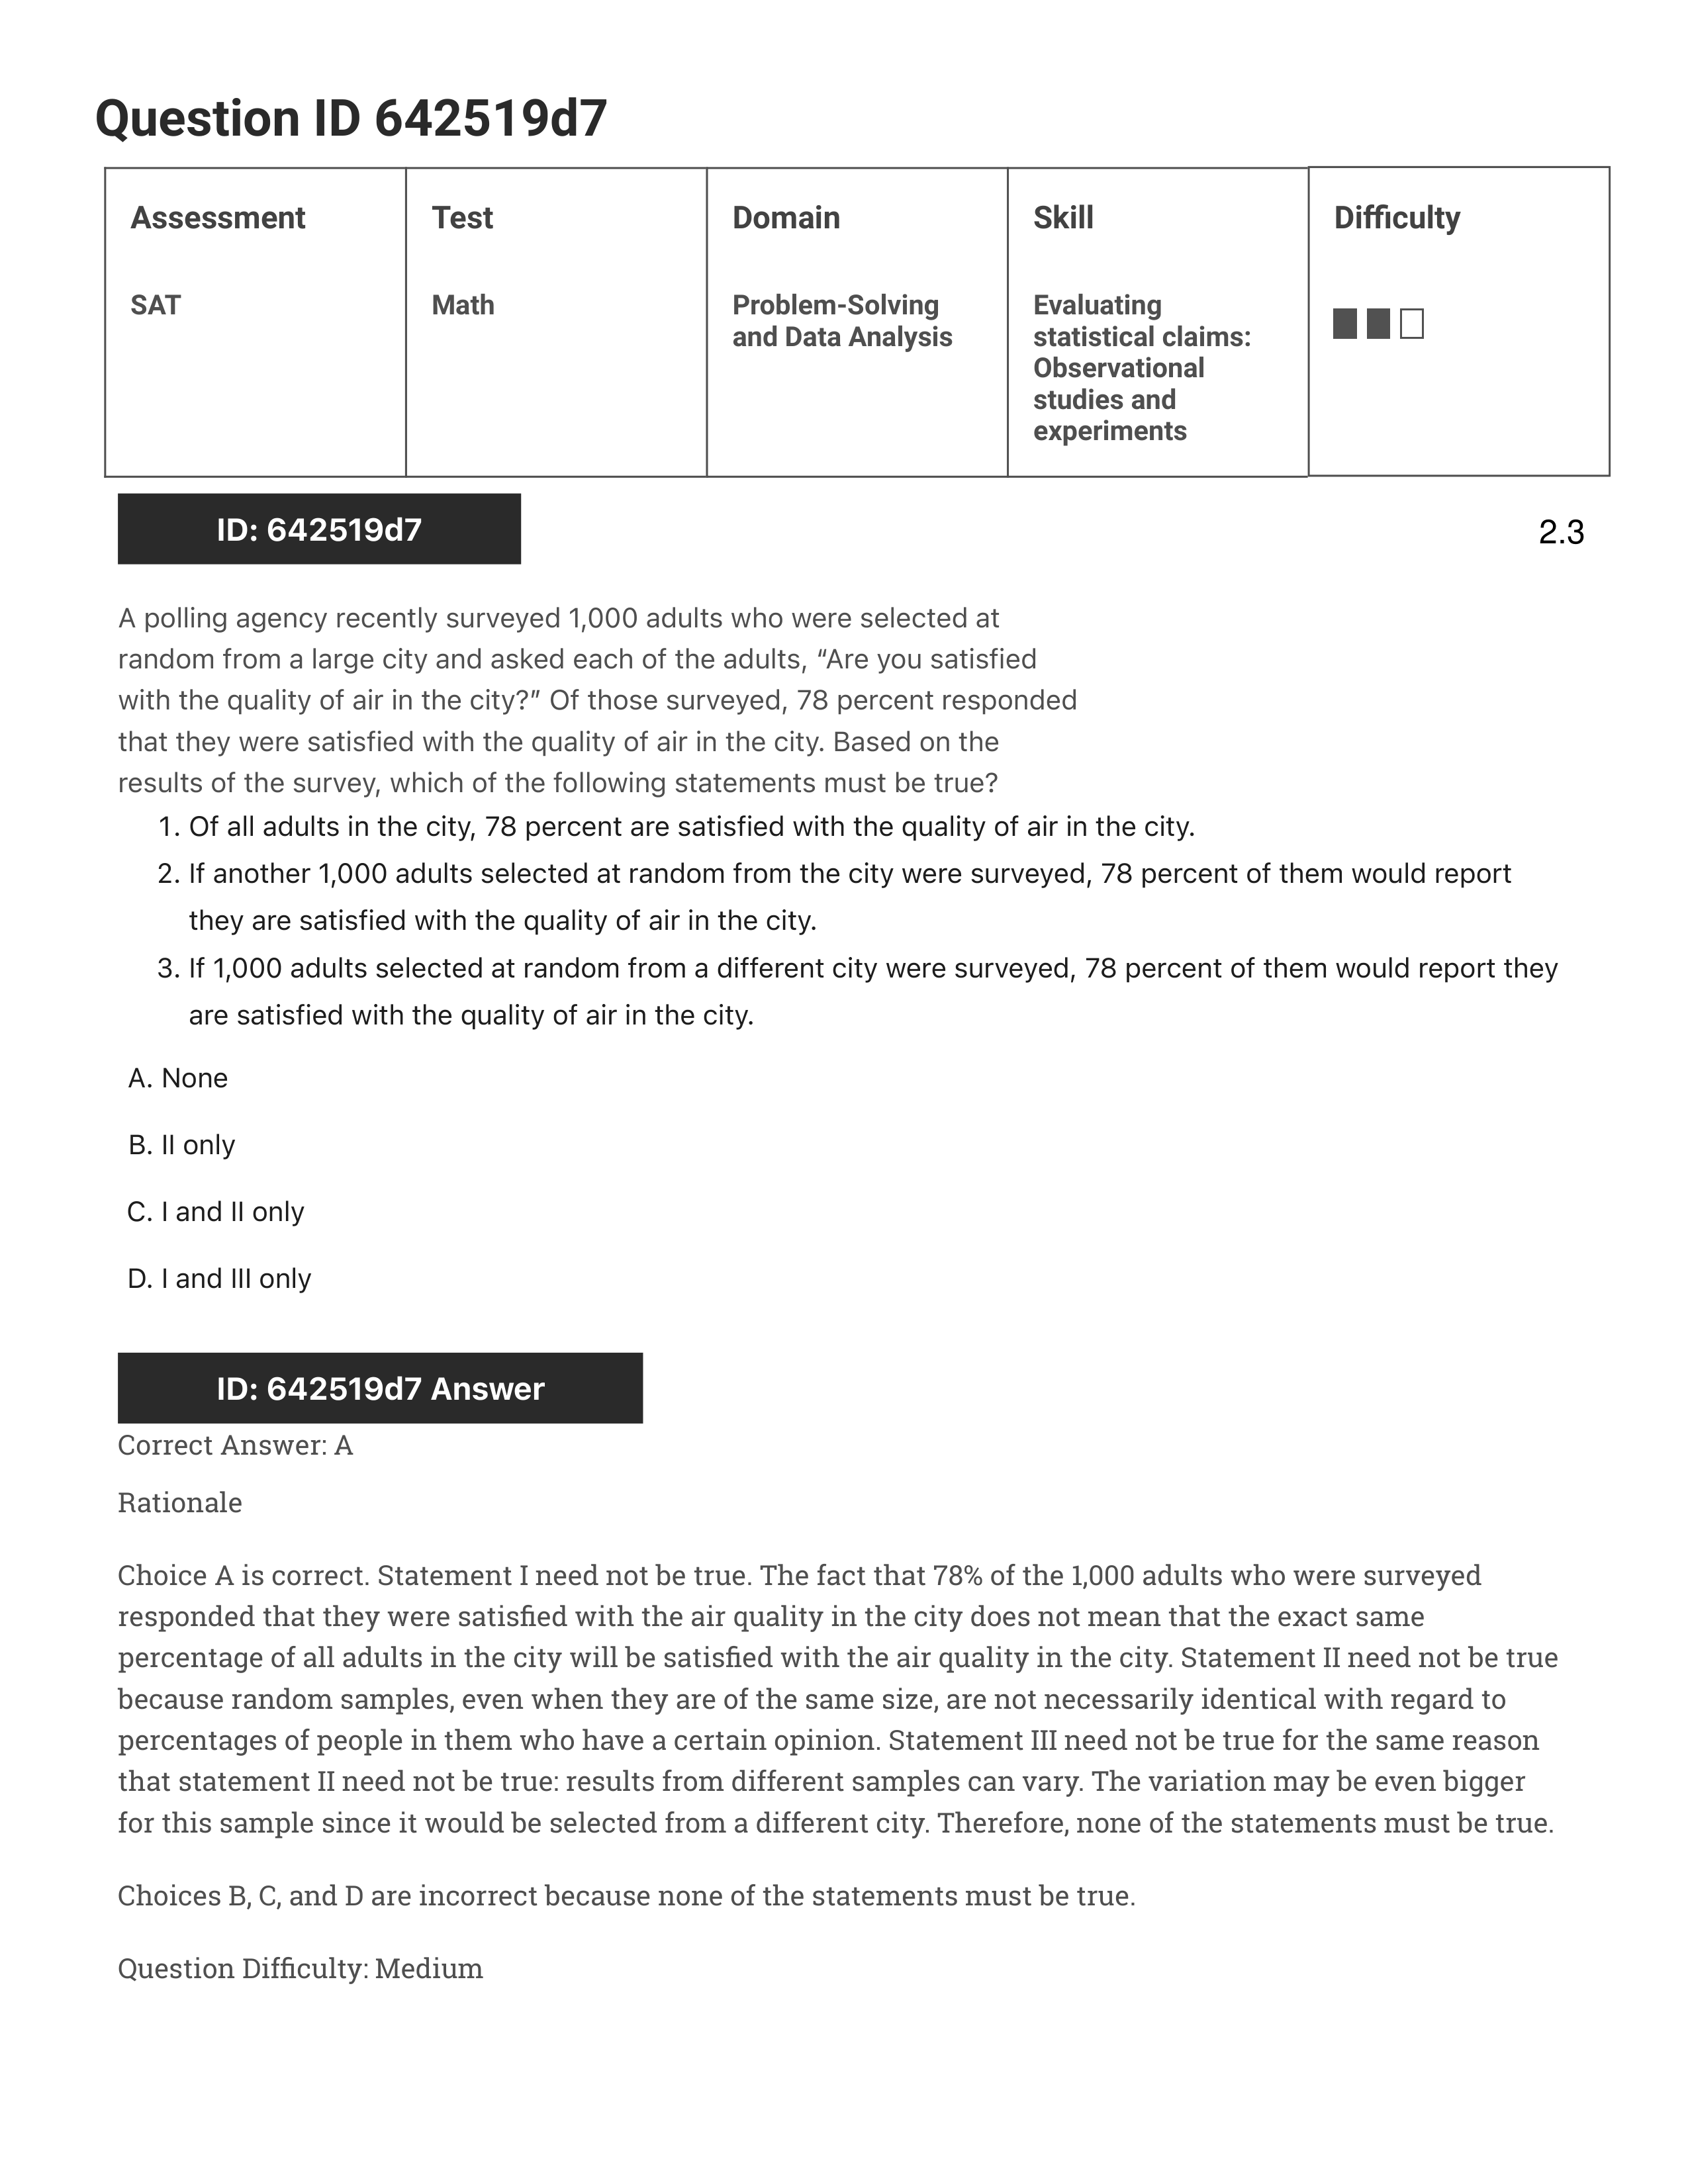 Question ID 642519d7
Assessment
Test
Domain
Skill
Difficulty
SAT
Math
Problem-Solving
and Data Analysis
Evaluating
statistical claims:
Observational
studies and
experiments
ID: 642519d7
2.3
A polling agency recently surveyed 1,000 adults who were selected at
random from a large city and asked each of the adults, “Are you satisfied
with the quality of air in the city?” Of those surveyed, 78 percent responded
that they were satisfied with the quality of air in the city. Based on the
results of the survey, which of the following statements must be true?
1. Of all adults in the city, 78 percent are satisfied with the quality of air in the city.
2. If another 1,000 adults selected at random from the city were surveyed, 78 percent of them would report
they are satisfied with the quality of air in the city.
3. If 1,000 adults selected at random from a different city were surveyed, 78 percent of them would report they
are satisfied with the quality of air in the city.
A. None
B. II only
C. I and II only
D. I and III only
ID: 642519d7 Answer
Correct Answer: A
Rationale
Choice A is correct. Statement I need not be true. The fact that 78% of the 1,000 adults who were surveyed
responded that they were satisfied with the air quality in the city does not mean that the exact same
percentage of all adults in the city will be satisfied with the air quality in the city. Statement II need not be true
because random samples, even when they are of the same size, are not necessarily identical with regard to
percentages of people in them who have a certain opinion. Statement III need not be true for the same reason
that statement II need not be true: results from different samples can vary. The variation may be even bigger
for this sample since it would be selected from a different city. Therefore, none of the statements must be true.
Choices B, C, and D are incorrect because none of the statements must be true.
Question Difficulty: Medium